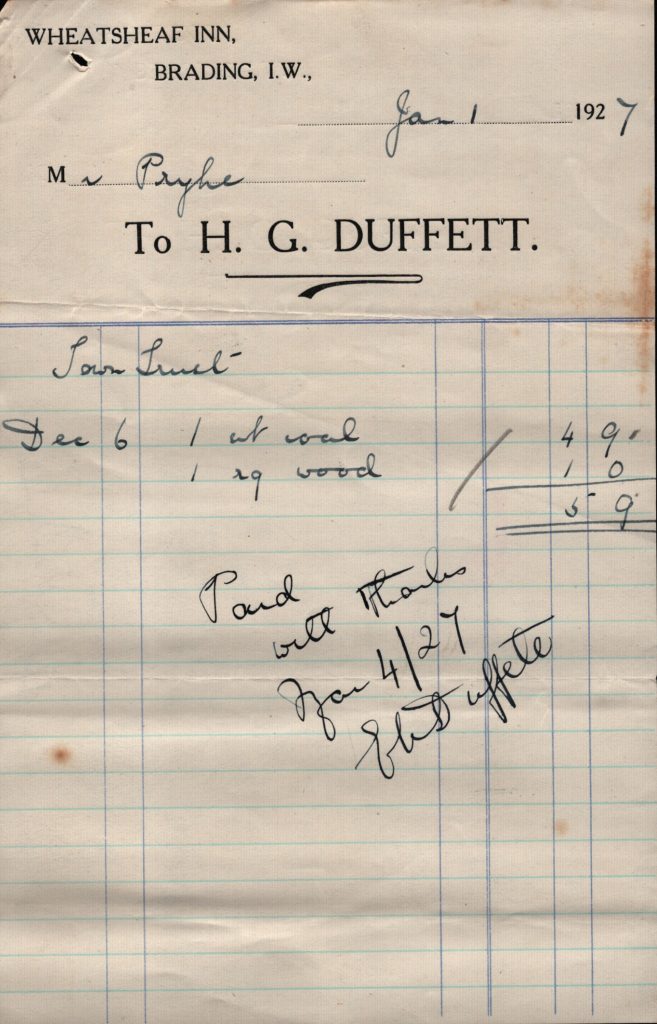 WHEATSHEAF INN,
BRADING, I.W.,
Jan 1 1927
Mr Pryke
To H. G. DUFFETT.
Town Trust
Dec 6 1 cwt coal / 4 9.
1 wood 1 0
5 9
Paid
with thanks
Jan 4/27
Duffett